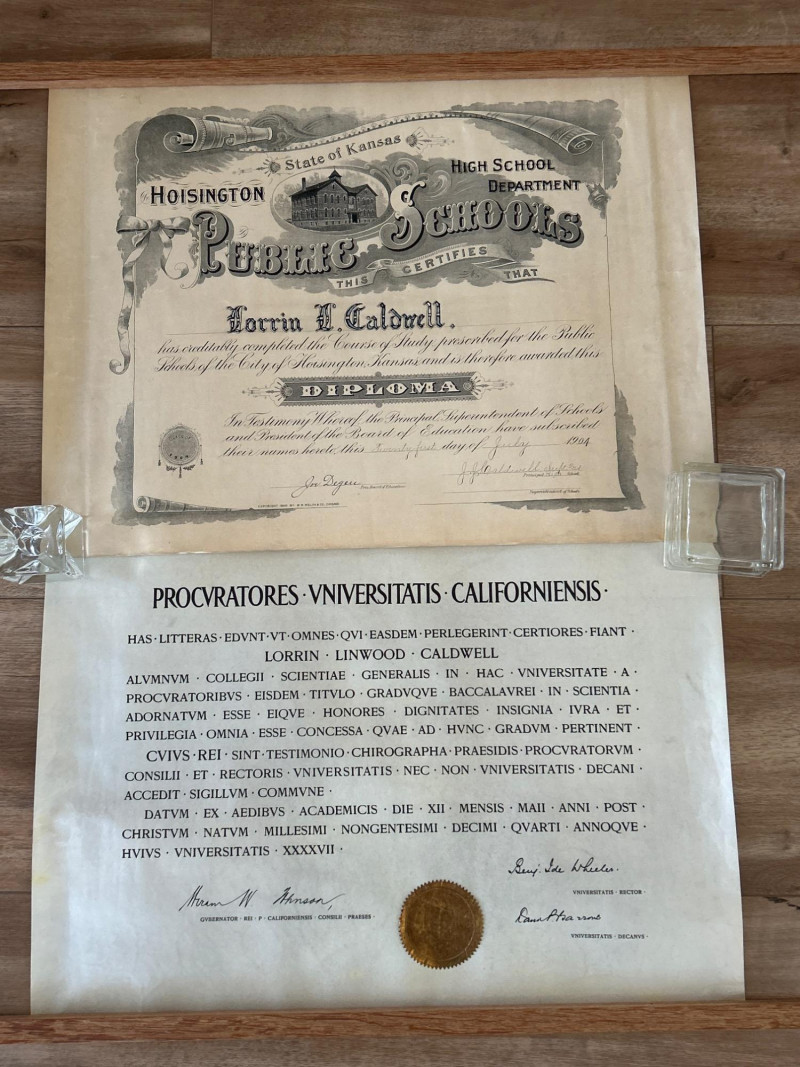 State of Kansas
HOISINGTON
HIGH SCHOOL
DEPARTMENT
PUBLIC SCHOOLS
THIS CERTIFIES THAT
Lorrin L. Caldwell.
has creditably completed the Course of Study prescribed for the Public
Schools of the City of Hoisington, Kansas, and is therefore awarded this
DIPLOMA
In Testimony Whereof the Principal, Superintendent of Schools
and President of the Board of Education have subscribed
their names hereto, this Twenty first day of July 1904
PROCVRATORES · VNIVERSITATIS · CALIFORNIENSIS ·
HAS · LITTERAS · EDVNT · VT · OMNES · QVI · EASDEM · PERLEGERINT · CERTIORES · FIANT ·
LORRIN · LINWOOD · CALDWELL
ALVMNVM · COLLEGII · SCIENTIAE · GENERALIS · IN · HAC · VNIVERSITATE · A ·
PROCVRATORIBVS · EISDEM · TITVLO · GRADVQVE · BACCALAVREI · IN · SCIENTIA ·
ADORNATVM · ESSE · EIQVE · HONORES · DIGNITATES · INSIGNIA · IVRA · ET ·
PRIVILEGIA · OMNIA · ESSE · CONCESSA · QVAE · AD · HVNC · GRADVM · PERTINENT ·
CVIVS · REI · SINT · TESTIMONIO · CHIROGRAPHA · PRAESIDIS · PROCVRATORVM ·
CONSILII · ET · RECTORIS · VNIVERSITATIS · NEC · NON · VNIVERSITATIS · DECANI ·
ACCEDIT · SIGILLVM · COMMVNE ·
DATVM · EX · AEDIBVS · ACADEMICIS · DIE · XII · MENSIS · MAII · ANNI · POST ·
CHRISTVM · NATVM · MILLESIMI · NONGENTESIMI · DECIMI · QVARTI · ANNOQVE ·
HVIVS · VNIVERSITATIS · XXXXVII ·
Benj. Ide Wheeler.
VNIVERSITATIS · RECTOR ·
Hiram W Johnson,
GVBERNATOR · REI · P · CALIFORNIENSIS · CONSILII · PRAESES ·
VNIVERSITATIS · DECANVS ·